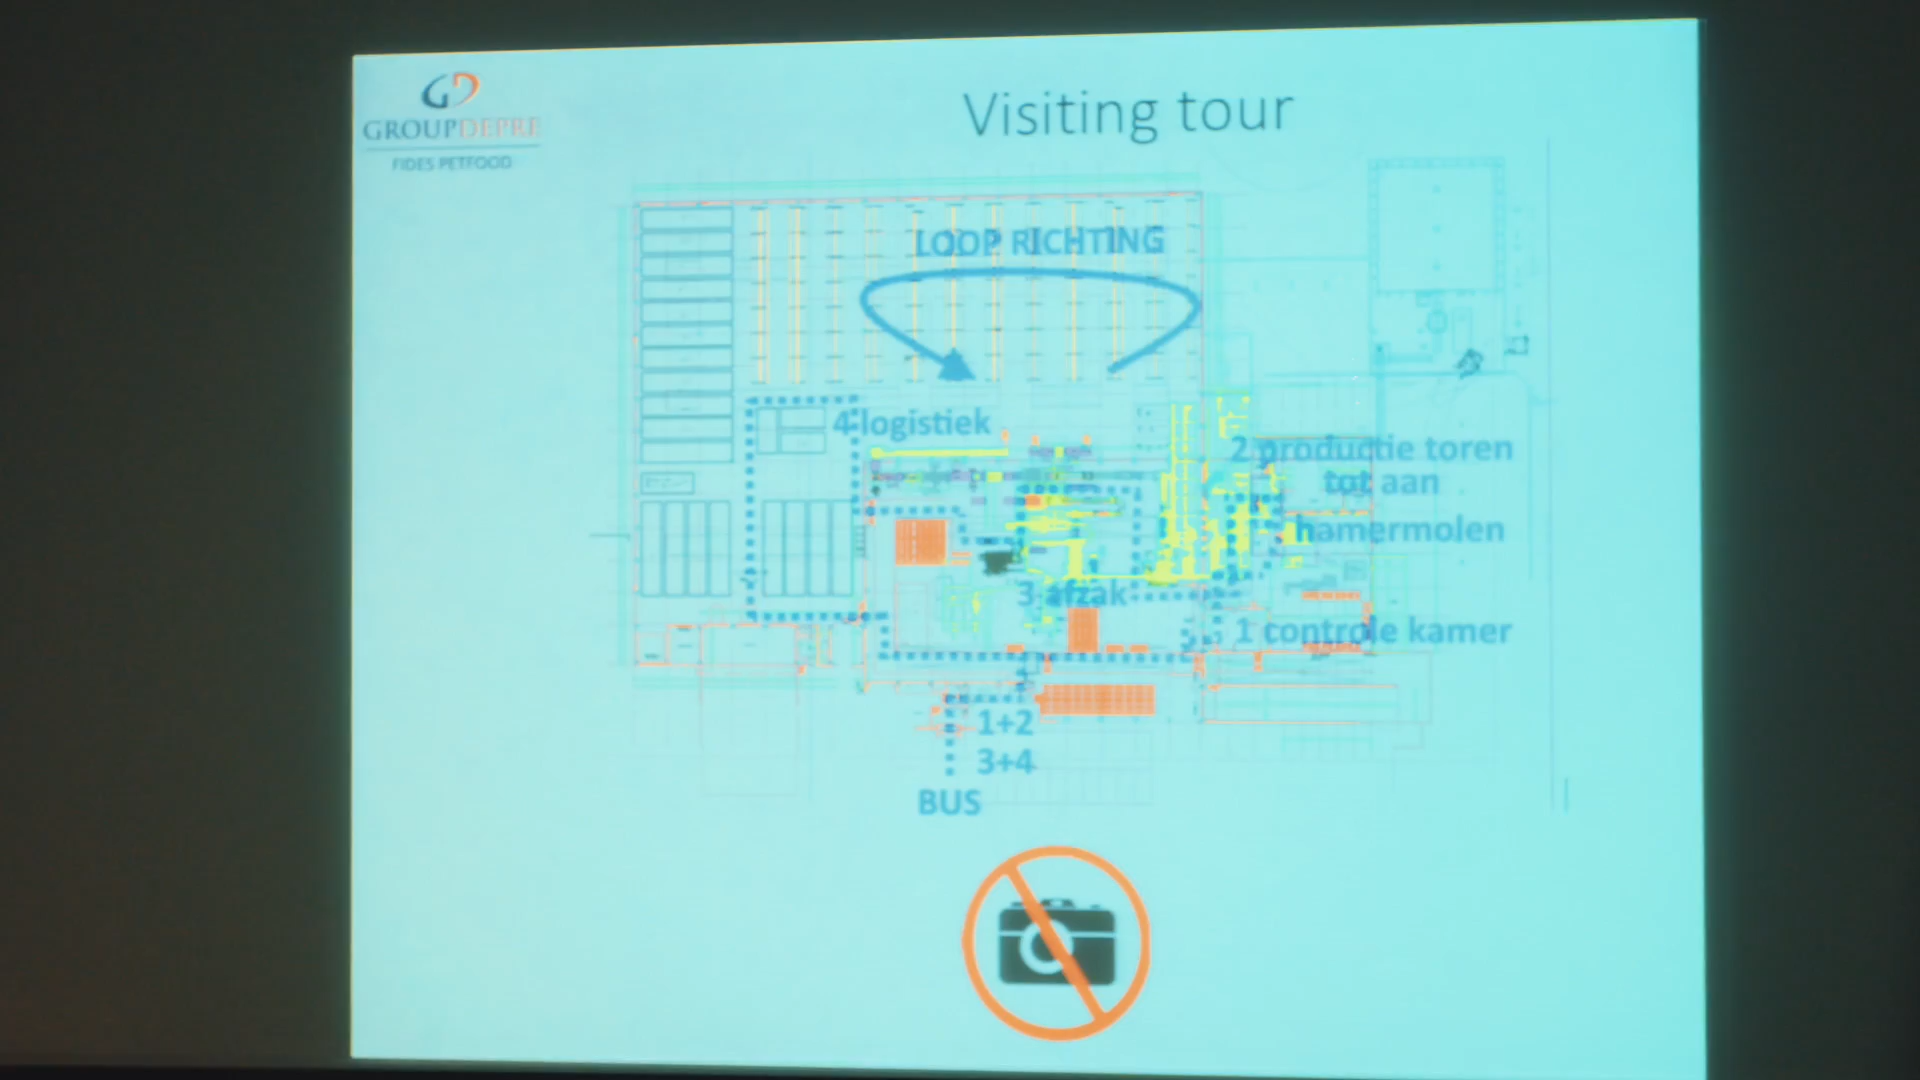 GROUPDEPRE
FIDES PETFOOD
Visiting tour
LOOP RICHTING
4 logistiek
2 productie toren
tot aan
hamermolen
3 afzak
1 controle kamer
1+2
3+4
BUS